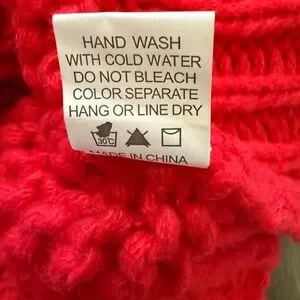 HAND WASH
WITH COLD WATER
DO NOT BLEACH
COLOR SEPARATE
HANG OR LINE DRY
30°C
MADE IN CHINA